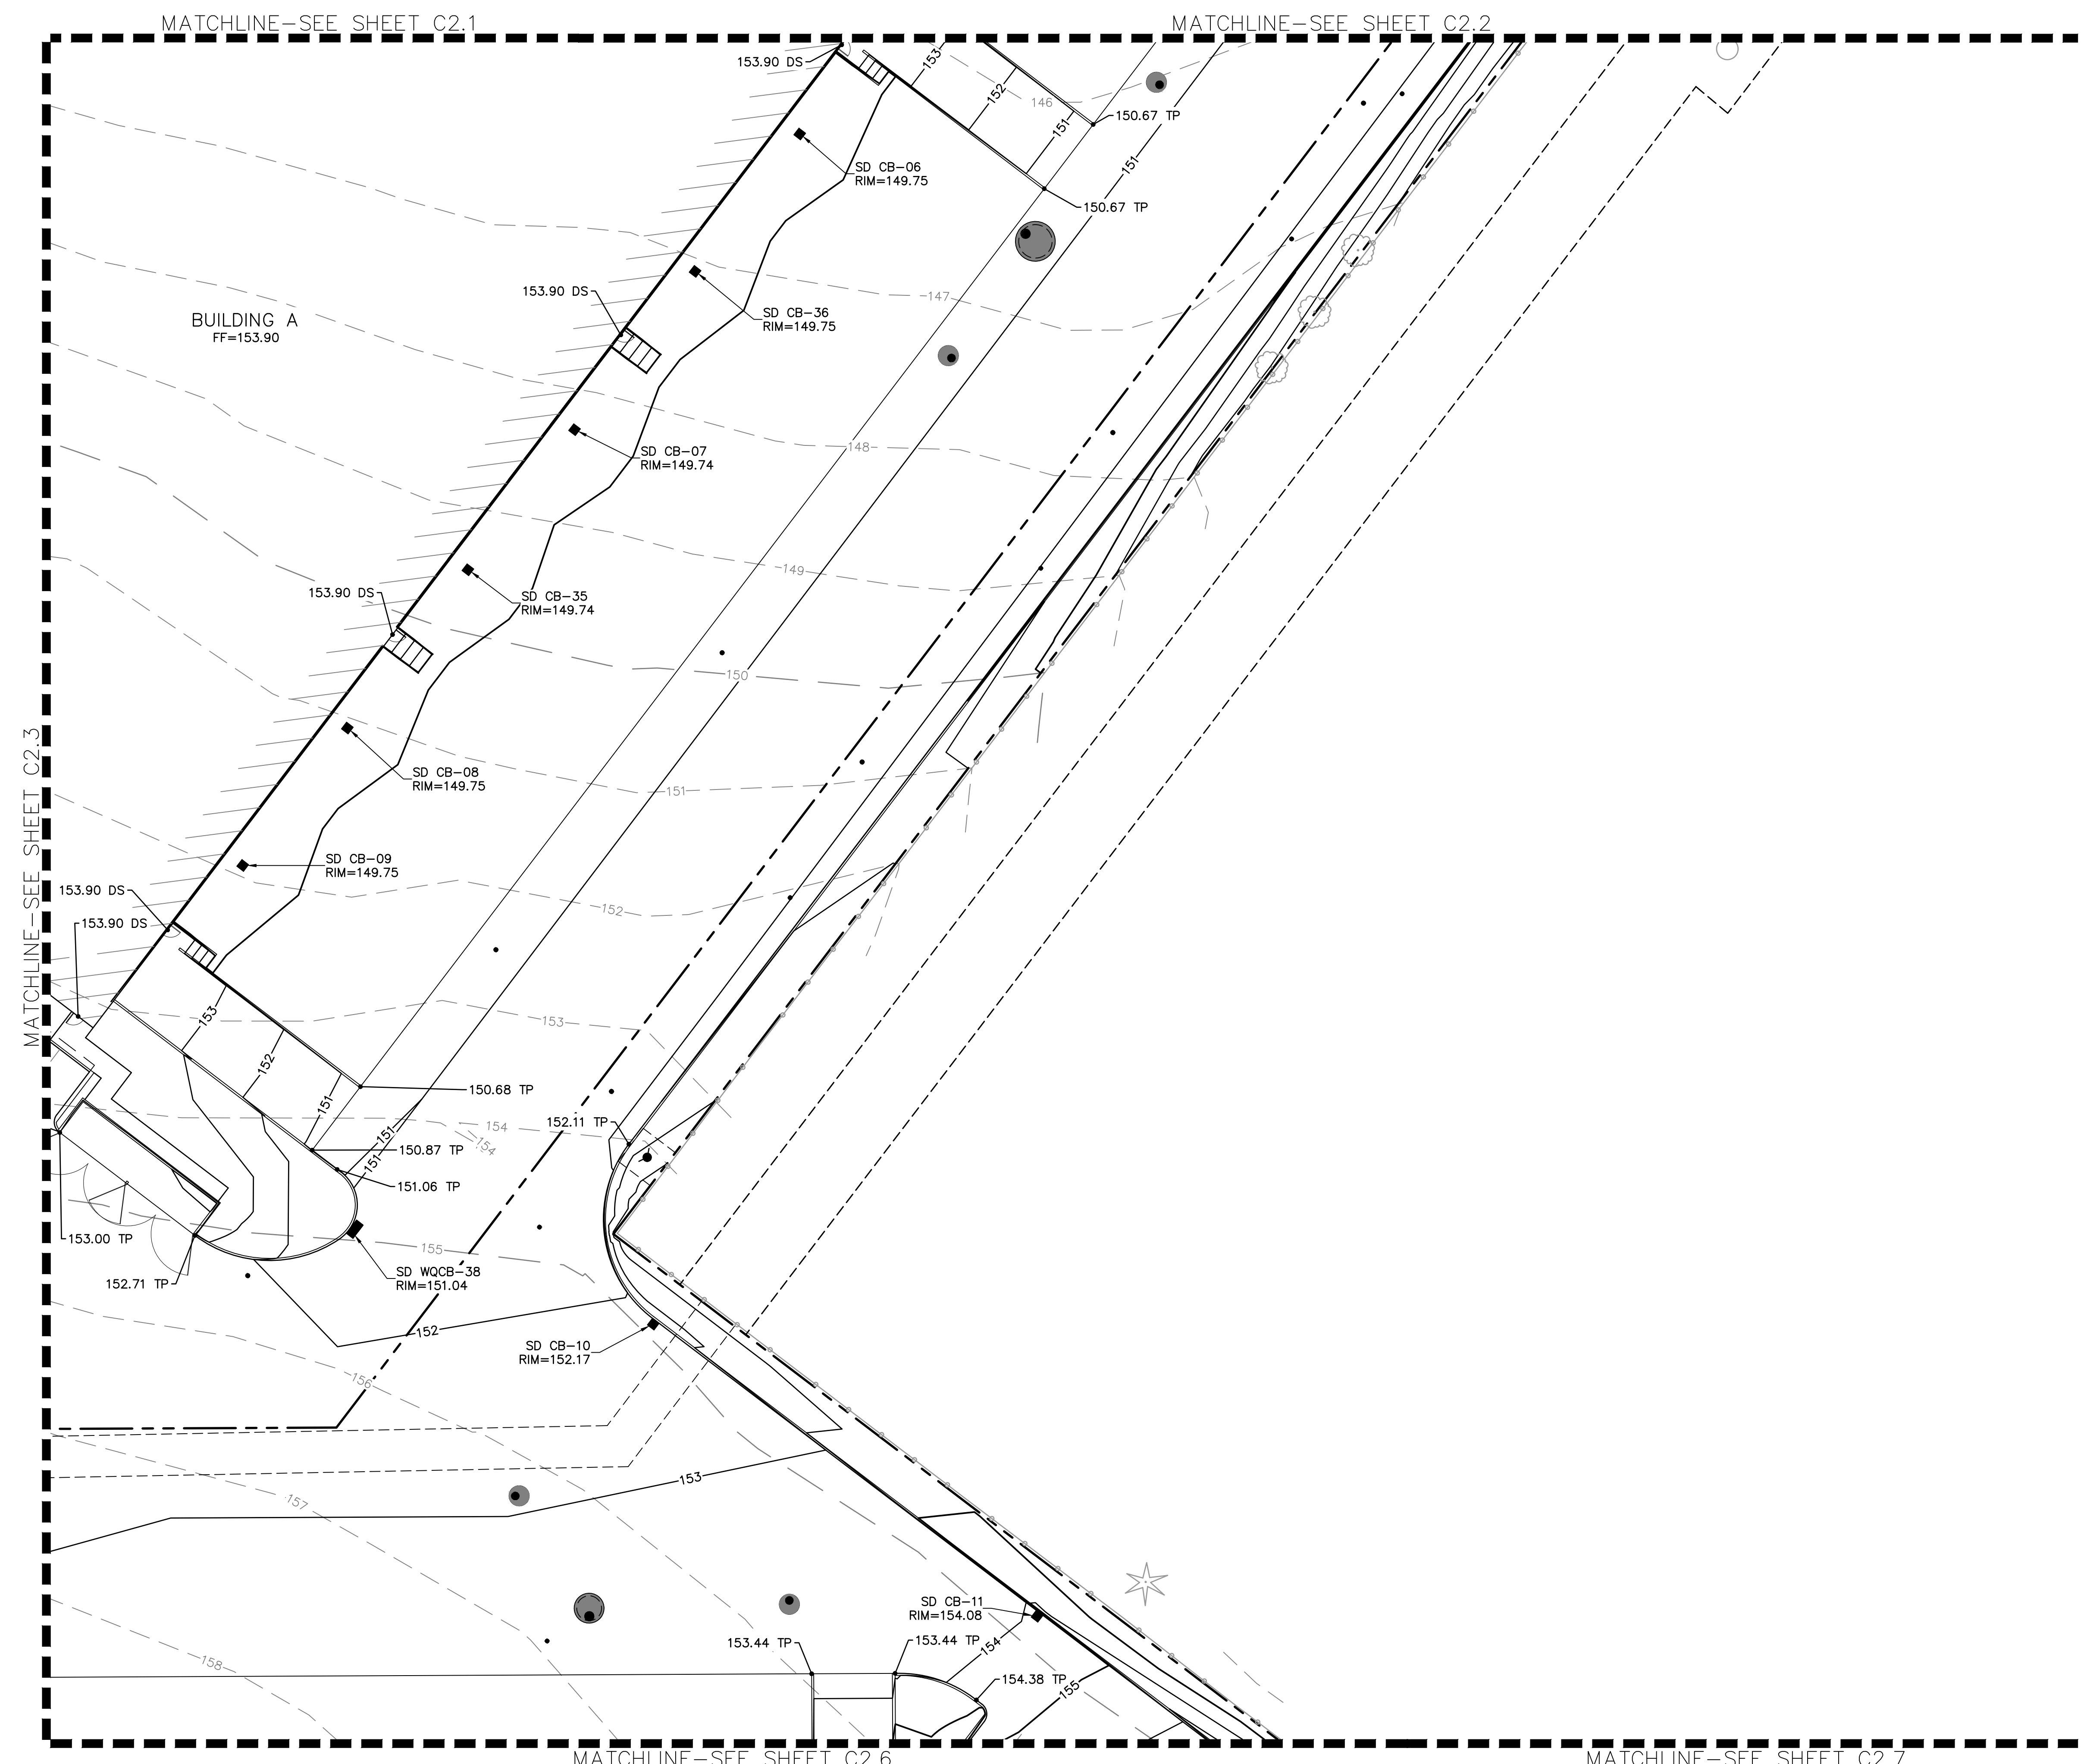 MATCHLINE-SEE SHEET C2.1
MATCHLINE-SEE SHEET C2.2
153.90 DS
153
152
146
151
150.67 TP
151
SD CB-06
RIM=149.75
150.67 TP
153.90 DS
147
BUILDING A
FF=153.90
SD CB-36
RIM=149.75
148
SD CB-07
RIM=149.74
149
153.90 DS
SD CB-35
RIM=149.74
150
MATCHLINE-SEE SHEET C2.3
SD CB-08
RIM=149.75
151
SD CB-09
RIM=149.75
153.90 DS
152
153.90 DS
153
153
152
150.68 TP
151
152.11 TP
154
154
151
150.87 TP
151
151.06 TP
153.00 TP
155
152.71 TP
SD WQCB-38
RIM=151.04
152
SD CB-10
RIM=152.17
156
153
157
SD CB-11
RIM=154.08
153.44 TP
153.44 TP
154
158
154.38 TP
155
MATCHLINE-SEE SHEET C2.6
MATCHLINE-SEE SHEET C2.7